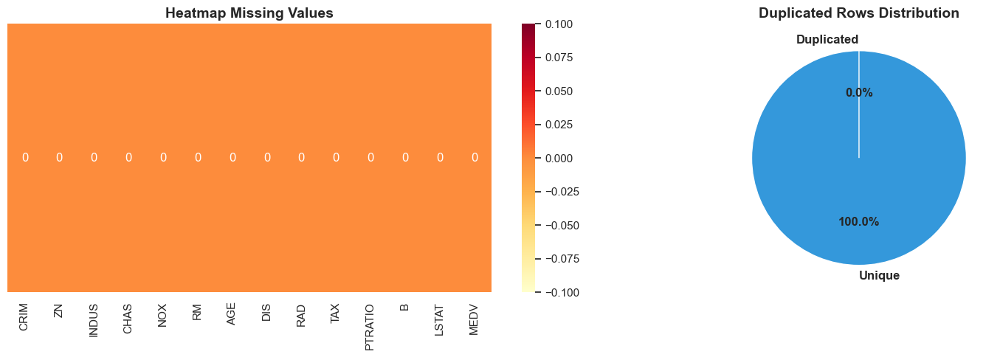 Heatmap Missing Values
0 0 0 0 0 0 0 0 0 0 0 0 0 0
CRIM ZN INDUS CHAS NOX RM AGE DIS RAD TAX PTRATIO B LSTAT MEDV
0.100
0.075
0.050
0.025
0.000
−0.025
−0.050
−0.075
−0.100
Duplicated Rows Distribution
Duplicated
0.0%
100.0%
Unique